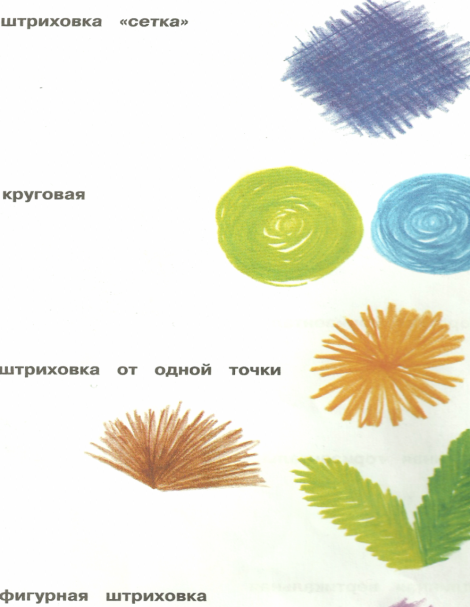 штриховка «сетка»
круговая
штриховка от одной точки
фигурная штриховка